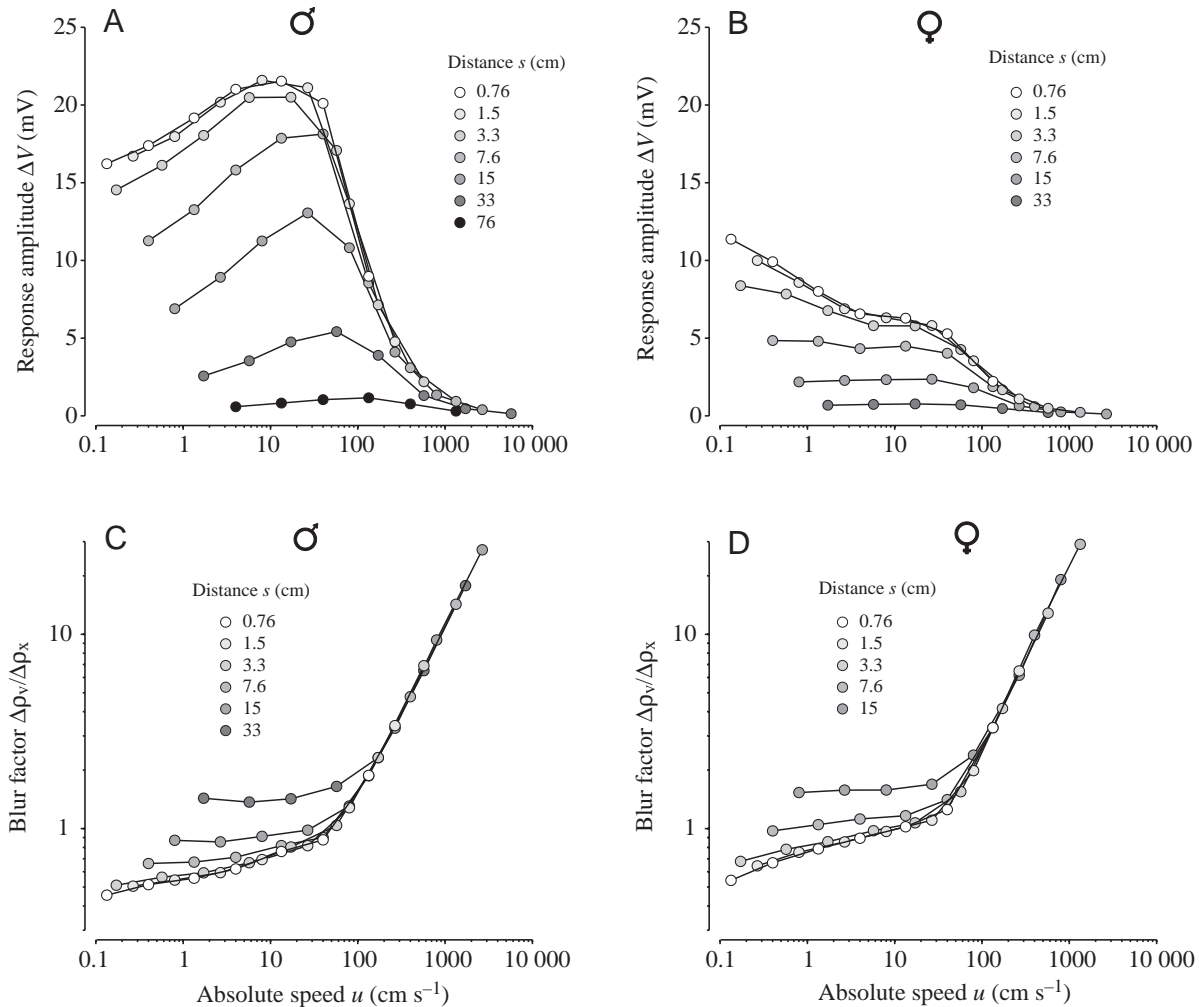 A ♂
B ♀
25
20
15
10
5
0
Response amplitude ΔV (mV)
Distance s (cm)
0.76
1.5
3.3
7.6
15
33
76
0.1 1 10 100 1000 10 000
25
20
15
10
5
0
Response amplitude ΔV (mV)
Distance s (cm)
0.76
1.5
3.3
7.6
15
33
0.1 1 10 100 1000 10 000
C ♂
10
1
Blur factor Δρv/Δρx
Distance s (cm)
0.76
1.5
3.3
7.6
15
33
0.1 1 10 100 1000 10 000
Absolute speed u (cm s–1)
D ♀
10
1
Blur factor Δρv/Δρx
Distance s (cm)
0.76
1.5
3.3
7.6
15
0.1 1 10 100 1000 10 000
Absolute speed u (cm s–1)